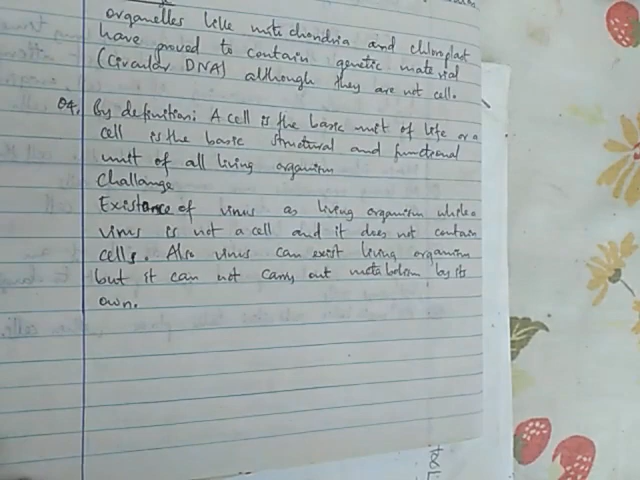 organelles like mitochondria and chloroplast
have proved to contain genetic material
(Circular DNA) although they are not cell.
04. By definition: A cell is the basic unit of life or a
cell is the basic structural and functional
unit of all living organism
Challange
Existance of virus as living organism while a
virus is not a cell and it does not contain
cells. Also virus can exist living organism
but it can not carry out metabolism by its
own.